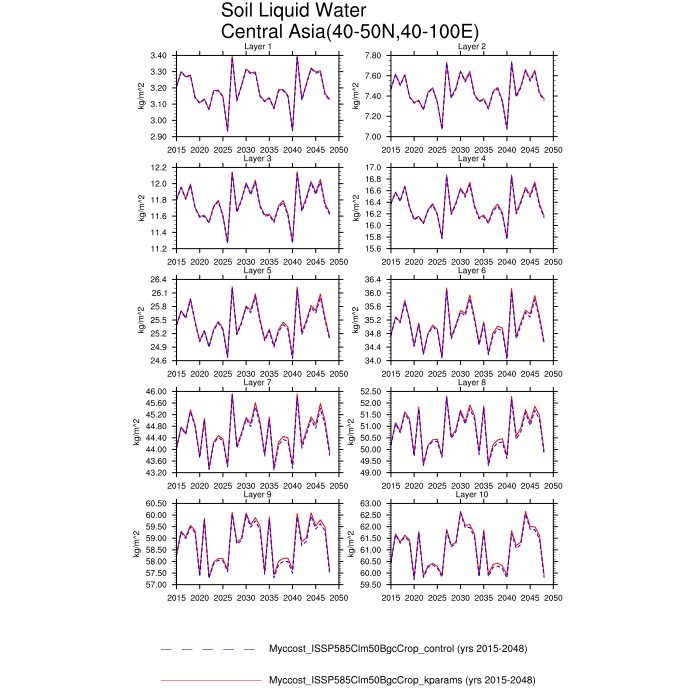 Soil Liquid Water
Central Asia(40-50N,40-100E)
Layer 1
kg/m^2
3.40
3.30
3.20
3.10
3.00
2.90
2015 2020 2025 2030 2035 2040 2045 2050
Layer 2
kg/m^2
7.80
7.60
7.40
7.20
7.00
2015 2020 2025 2030 2035 2040 2045 2050
Layer 3
kg/m^2
12.2
12.0
11.8
11.6
11.4
11.2
2015 2020 2025 2030 2035 2040 2045 2050
Layer 4
kg/m^2
17.0
16.8
16.6
16.4
16.2
16.0
15.8
15.6
2015 2020 2025 2030 2035 2040 2045 2050
Layer 5
kg/m^2
26.4
26.1
25.8
25.5
25.2
24.9
24.6
2015 2020 2025 2030 2035 2040 2045 2050
Layer 6
kg/m^2
36.4
36.0
35.6
35.2
34.8
34.4
34.0
2015 2020 2025 2030 2035 2040 2045 2050
Layer 7
kg/m^2
46.00
45.60
45.20
44.80
44.40
44.00
43.60
43.20
2015 2020 2025 2030 2035 2040 2045 2050
Layer 8
kg/m^2
52.50
52.00
51.50
51.00
50.50
50.00
49.50
49.00
2015 2020 2025 2030 2035 2040 2045 2050
Layer 9
kg/m^2
60.50
60.00
59.50
59.00
58.50
58.00
57.50
57.00
2015 2020 2025 2030 2035 2040 2045 2050
Layer 10
kg/m^2
63.00
62.50
62.00
61.50
61.00
60.50
60.00
59.50
2015 2020 2025 2030 2035 2040 2045 2050
Myccost_ISSP585Clm50BgcCrop_control (yrs 2015-2048)
Myccost_ISSP585Clm50BgcCrop_kparams (yrs 2015-2048)